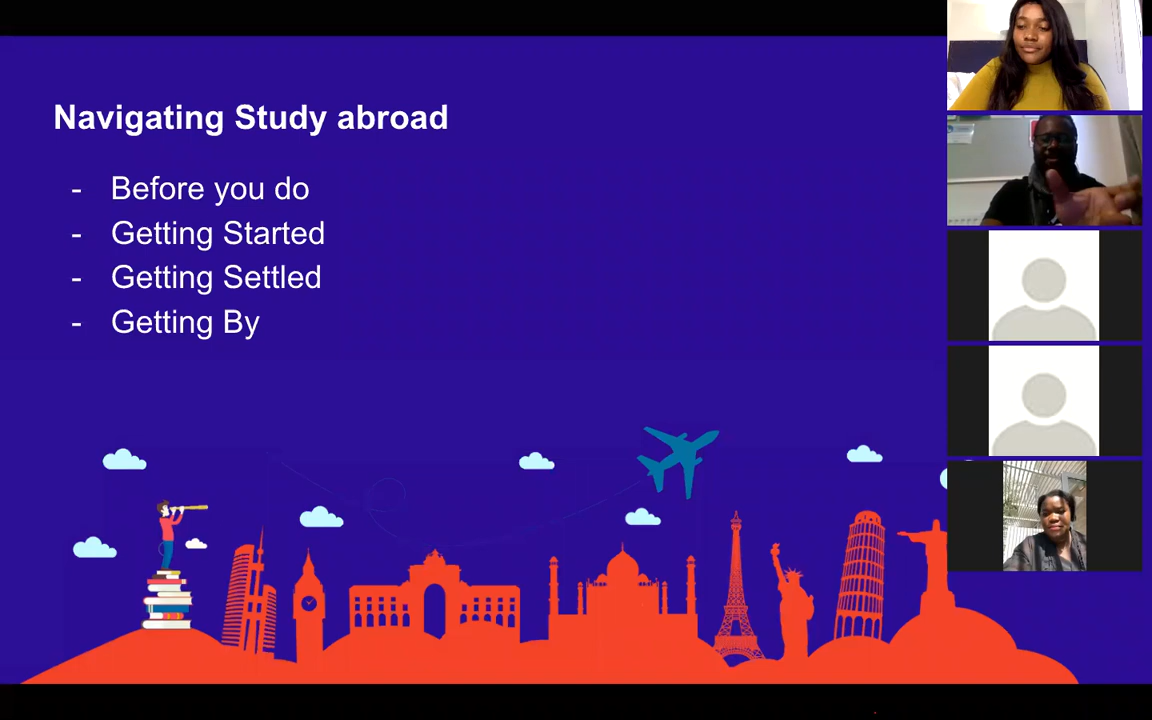 Navigating Study abroad
- Before you do
- Getting Started
- Getting Settled
- Getting By